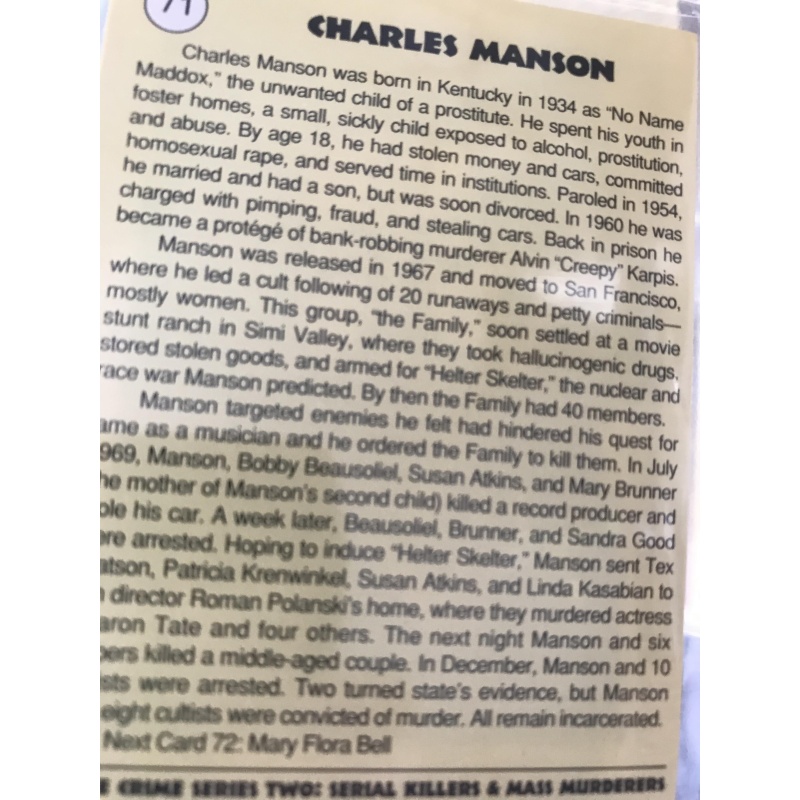 71
CHARLES MANSON
Charles Manson was born in Kentucky in 1934 as “No Name
Maddox,” the unwanted child of a prostitute. He spent his youth in
foster homes, a small, sickly child exposed to alcohol, prostitution,
and abuse. By age 18, he had stolen money and cars, committed
homosexual rape, and served time in institutions. Paroled in 1954,
he married and had a son, but was soon divorced. In 1960 he was
charged with pimping, fraud, and stealing cars. Back in prison he
became a protégé of bank-robbing murderer Alvin “Creepy” Karpis.
Manson was released in 1967 and moved to San Francisco,
where he led a cult following of 20 runaways and petty criminals—
mostly women. This group, “the Family,” soon settled at a movie
stunt ranch in Simi Valley, where they took hallucinogenic drugs,
stored stolen goods, and armed for “Helter Skelter,” the nuclear and
race war Manson predicted. By then the Family had 40 members.
Manson targeted enemies he felt had hindered his quest for
ame as a musician and he ordered the Family to kill them. In July
969, Manson, Bobby Beausoliel, Susan Atkins, and Mary Brunner
he mother of Manson's second child) killed a record producer and
ole his car. A week later, Beausoliel, Brunner, and Sandra Good
ere arrested. Hoping to induce “Helter Skelter,” Manson sent Tex
atson, Patricia Krenwinkel, Susan Atkins, and Linda Kasabian to
director Roman Polanski's home, where they murdered actress
aron Tate and four others. The next night Manson and six
bers killed a middle-aged couple. In December, Manson and 10
sts were arrested. Two turned state's evidence, but Manson
eight cultists were convicted of murder. All remain incarcerated.
Next Card 72: Mary Flora Bell
E CRIME SERIES TWO: SERIAL KILLERS & MASS MURDERERS